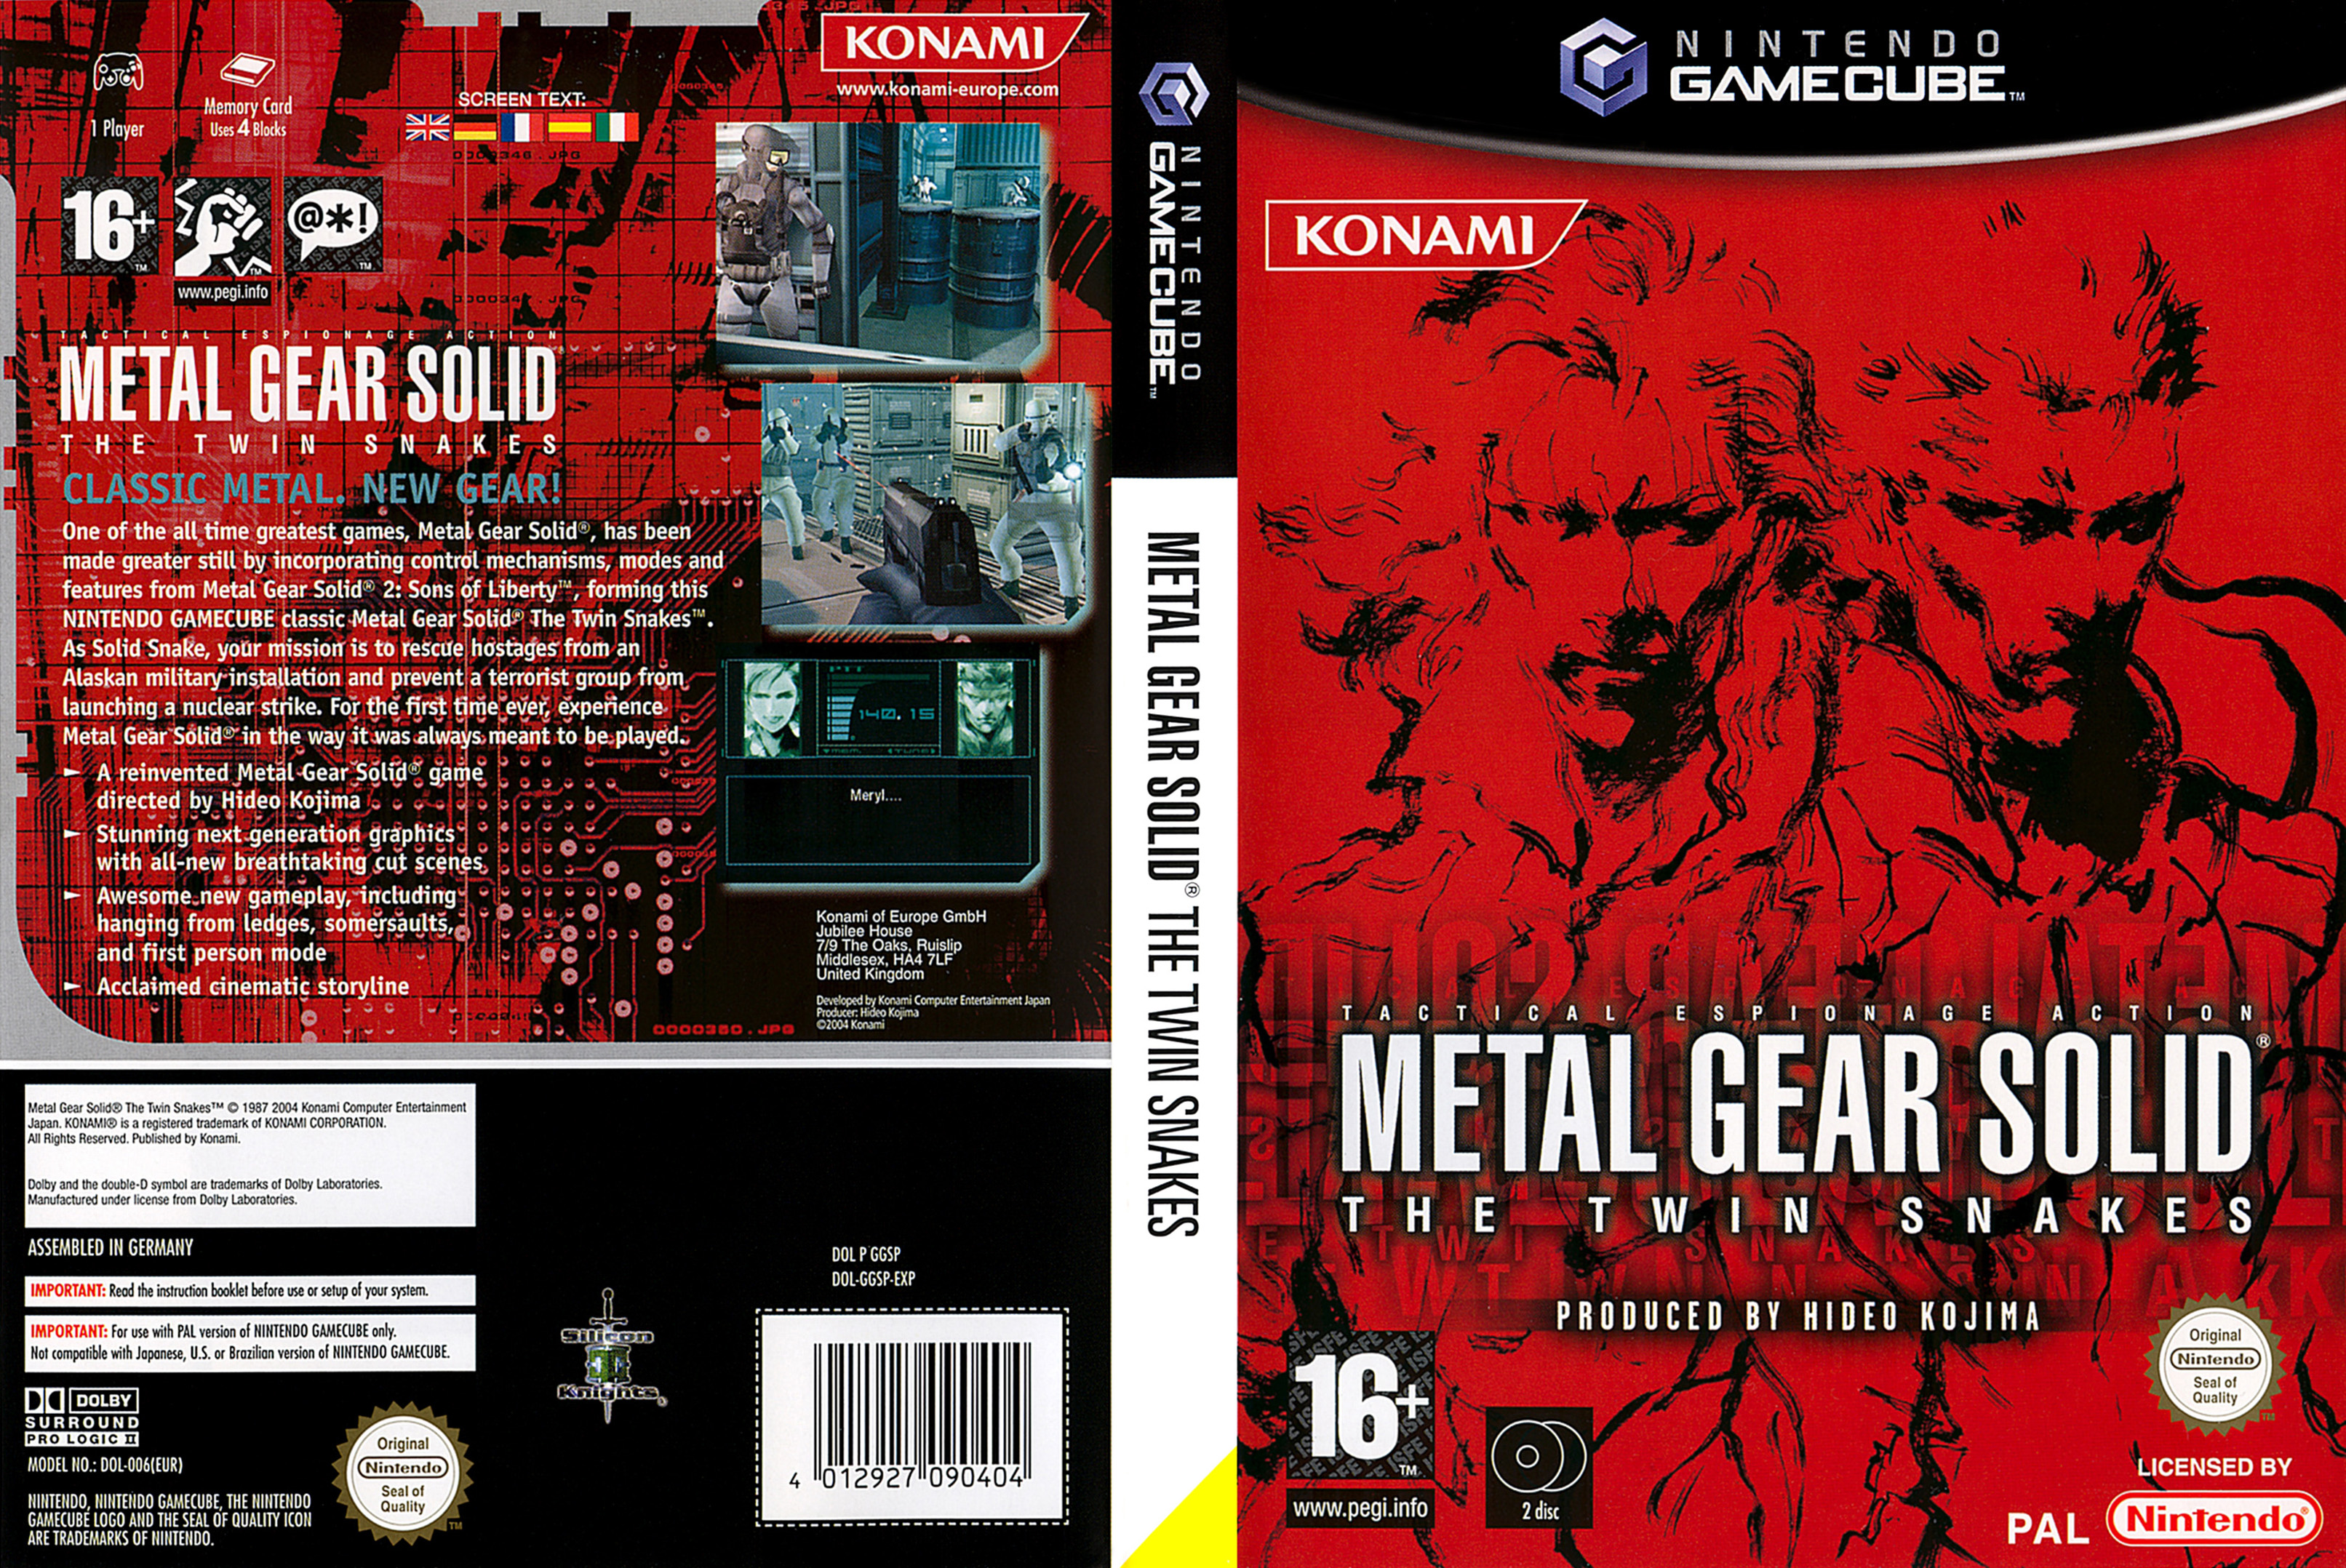 1 Player
Memory Card
Uses 4 Blocks
SCREEN TEXT:
KONAMI
www.konami-europe.com
0000346.JPG
16+
TM
TM
@*!
TM
www.pegi.info
TACTICAL ESPIONAGE ACTION
METAL GEAR SOLID
THE TWIN SNAKES
CLASSIC METAL. NEW GEAR!
One of the all time greatest games, Metal Gear Solid®, has been
made greater still by incorporating control mechanisms, modes and
features from Metal Gear Solid® 2: Sons of Liberty™, forming this
NINTENDO GAMECUBE classic Metal Gear Solid® The Twin Snakes™.
As Solid Snake, your mission is to rescue hostages from an
Alaskan military installation and prevent a terrorist group from
launching a nuclear strike. For the first time ever, experience
Metal Gear Solid® in the way it was always meant to be played.
► A reinvented Metal Gear Solid® game
directed by Hideo Kojima
► Stunning next generation graphics
with all-new breathtaking cut scenes
► Awesome new gameplay, including
hanging from ledges, somersaults,
and first person mode
► Acclaimed cinematic storyline
PTT
140.15
Meryl....
Konami of Europe GmbH
Jubilee House
7/9 The Oaks, Ruislip
Middlesex, HA4 7LF
United Kingdom
Developed by Konami Computer Entertainment Japan
Producer: Hideo Kojima
©2004 Konami
0000360.JPG
Metal Gear Solid® The Twin Snakes™ © 1987 2004 Konami Computer Entertainment
Japan. KONAMI® is a registered trademark of KONAMI CORPORATION.
All Rights Reserved. Published by Konami.
Dolby and the double-D symbol are trademarks of Dolby Laboratories.
Manufactured under license from Dolby Laboratories.
ASSEMBLED IN GERMANY
IMPORTANT: Read the instruction booklet before use or setup of your system.
IMPORTANT: For use with PAL version of NINTENDO GAMECUBE only.
Not compatible with Japanese, U.S. or Brazilian version of NINTENDO GAMECUBE.
DOLBY
SURROUND
PRO LOGIC II
MODEL NO.: DOL-006(EUR)
NINTENDO, NINTENDO GAMECUBE, THE NINTENDO
GAMECUBE LOGO AND THE SEAL OF QUALITY ICON
ARE TRADEMARKS OF NINTENDO.
Original
Nintendo
Seal of
Quality
TM
Silicon
Knights
DOL P GGSP
DOL-GGSP-EXP
4 012927 090404
NINTENDO
GAMECUBE™
METAL GEAR SOLID® THE TWIN SNAKES
NINTENDO
GAMECUBE™
KONAMI
TACTICAL ESPIONAGE ACTION
METAL GEAR SOLID®
THE TWIN SNAKES
PRODUCED BY HIDEO KOJIMA
16+
TM
www.pegi.info
2 disc
Original
Nintendo
Seal of
Quality
TM
LICENSED BY
PAL
Nintendo®